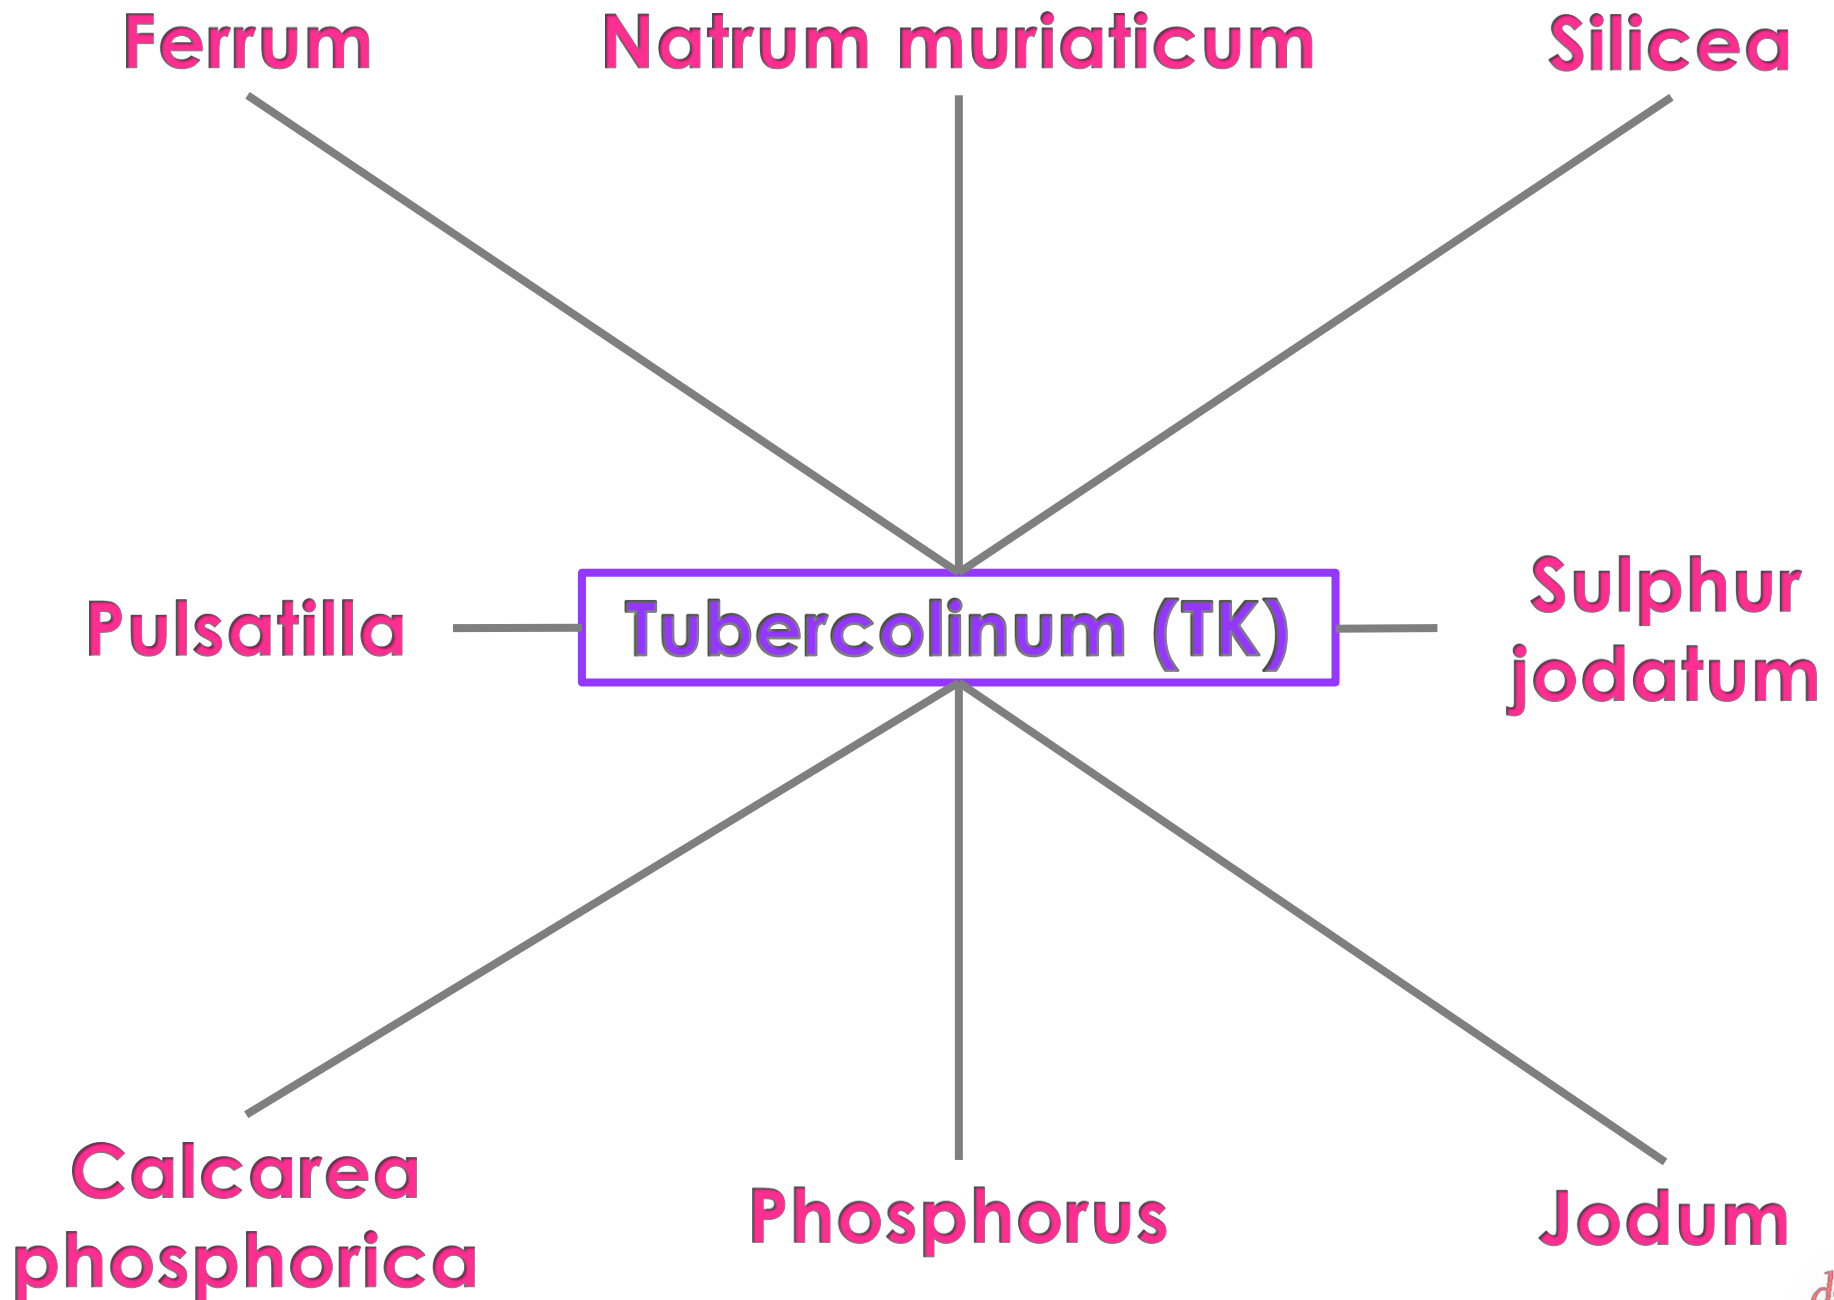 Ferrum
Natrum muriaticum
Silicea
Pulsatilla
Tubercolinum (TK)
Sulphur
jodatum
Calcarea
phosphorica
Phosphorus
Jodum